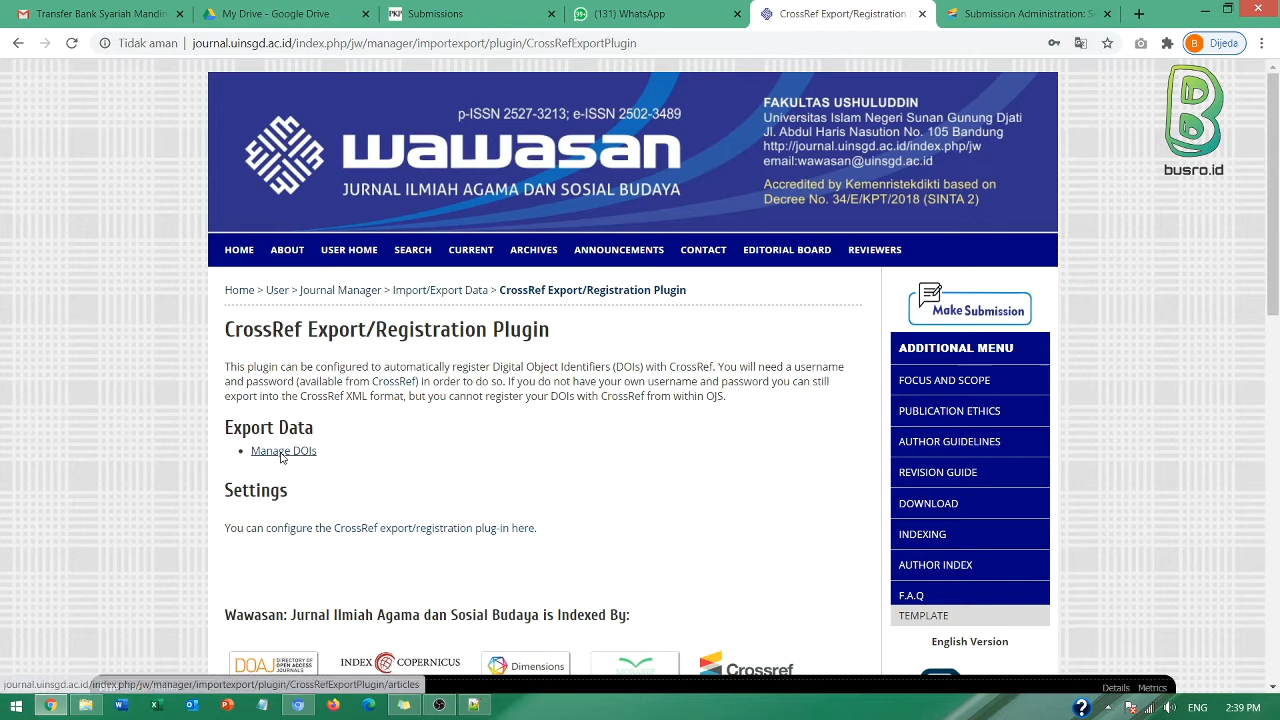 Transfer Bank Syariah Mandiri
Submissions
(131) WhatsApp
CrossRef Export/Registration
Submission Advance
Tidak aman
journal.uinsgd.ac.id/index.php/jw/manager/importexport/plugin/CrossRefExportPlugin
B
Dijeda
p-ISSN 2527-3213; e-ISSN 2502-3489
wawasan
JURNAL ILMIAH AGAMA DAN SOSIAL BUDAYA
FAKULTAS USHULUDDIN
Universitas Islam Negeri Sunan Gunung Djati
Jl. Abdul Haris Nasution No. 105 Bandung
http://journal.uinsgd.ac.id/index.php/jw
email:wawasan@uinsgd.ac.id
Accredited by Kemenristekdikti based on
Decree No. 34/E/KPT/2018 (SINTA 2)
busro.id
HOME ABOUT USER HOME SEARCH CURRENT ARCHIVES ANNOUNCEMENTS CONTACT EDITORIAL BOARD REVIEWERS
Home > User > Journal Manager > Import/Export Data > CrossRef Export/Registration Plugin
CrossRef Export/Registration Plugin
This plugin can be configured to automatically register Digital Object Identifiers (DOIs) with CrossRef. You will need a username
and password (available from CrossRef) in order to do so. If you do not have your own username and password you can still
export into the CrossRef XML format, but you cannot register your DOIs with CrossRef from within OJS.
Export Data
Manage DOIs
Settings
You can configure the CrossRef export/registration plug-in here.
Wawasan: Jurnal Ilmiah Agama dan Sosial Budaya is Indexed By:
DOAJ DIRECTORY OF OPEN ACCESS JOURNALS
INDEX COPERNICUS
INTERNATIONAL
Dimensions
Crossref
Make Submission
ADDITIONAL MENU
FOCUS AND SCOPE
PUBLICATION ETHICS
AUTHOR GUIDELINES
REVISION GUIDE
DOWNLOAD
INDEXING
AUTHOR INDEX
F.A.Q
TEMPLATE
English Version
journal.uinsgd.ac.id/index.php/jw/manager/importexport/plugin/CrossRefExportPlugin/articles
Details Metrics
ENG 2:39 PM